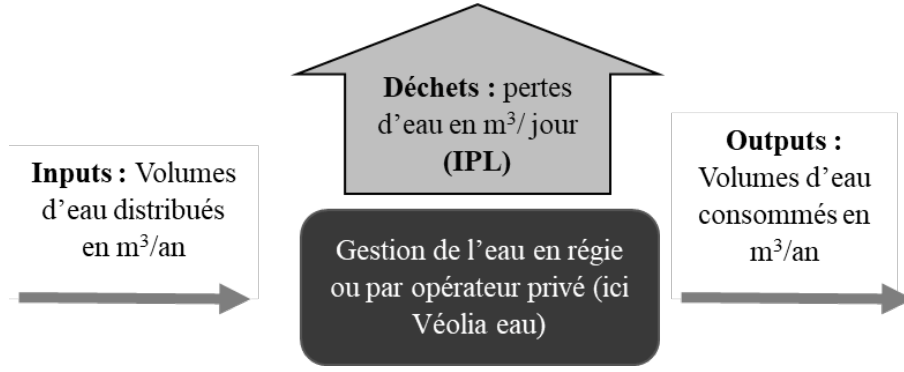 Inputs : Volumes
d’eau distribués
en m³/an
Déchets : pertes
d’eau en m³/ jour
(IPL)
Gestion de l’eau en régie
ou par opérateur privé (ici
Véolia eau)
Outputs :
Volumes d’eau
consommés en
m³/an